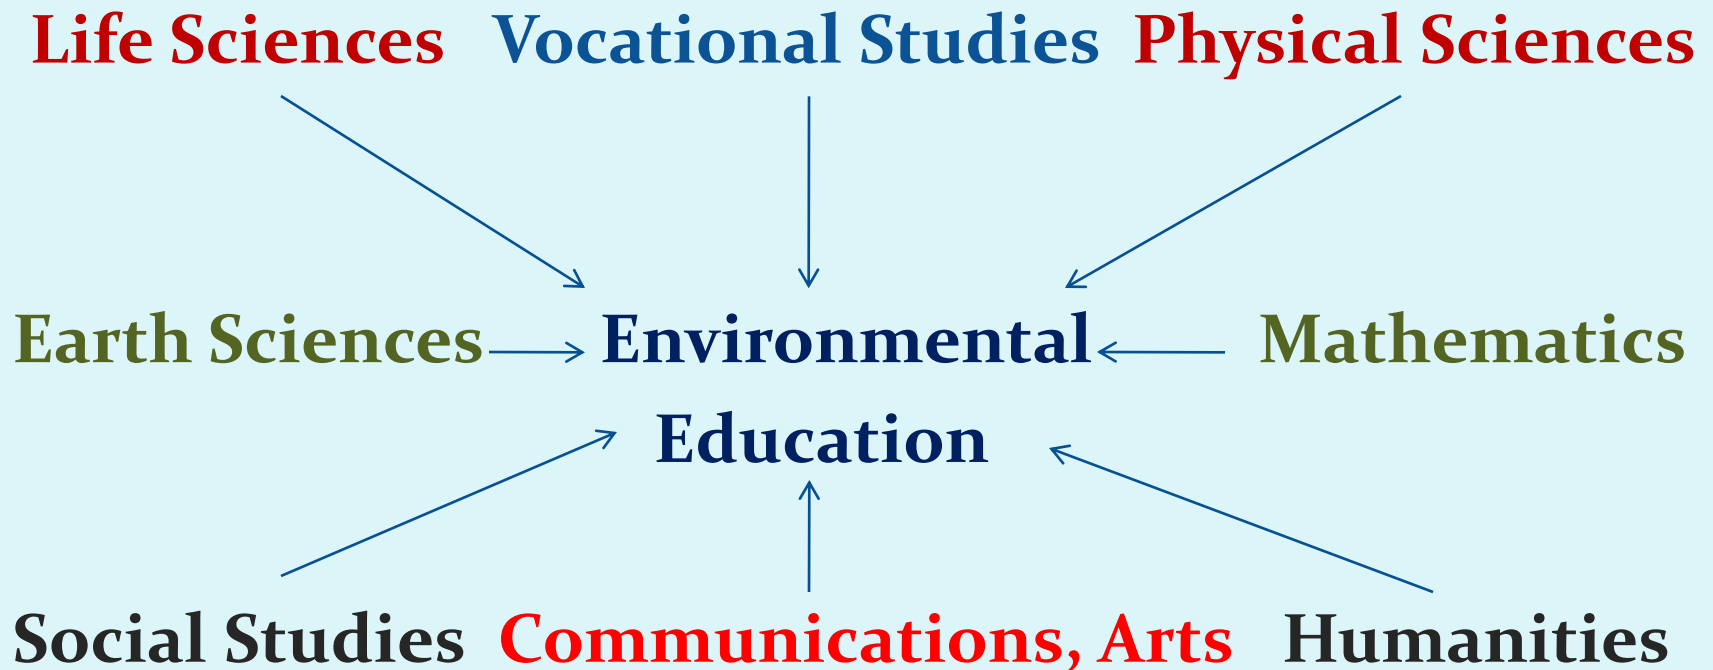 Life Sciences Vocational Studies Physical Sciences
Earth Sciences Environmental Mathematics
Education
Social Studies Communications, Arts Humanities